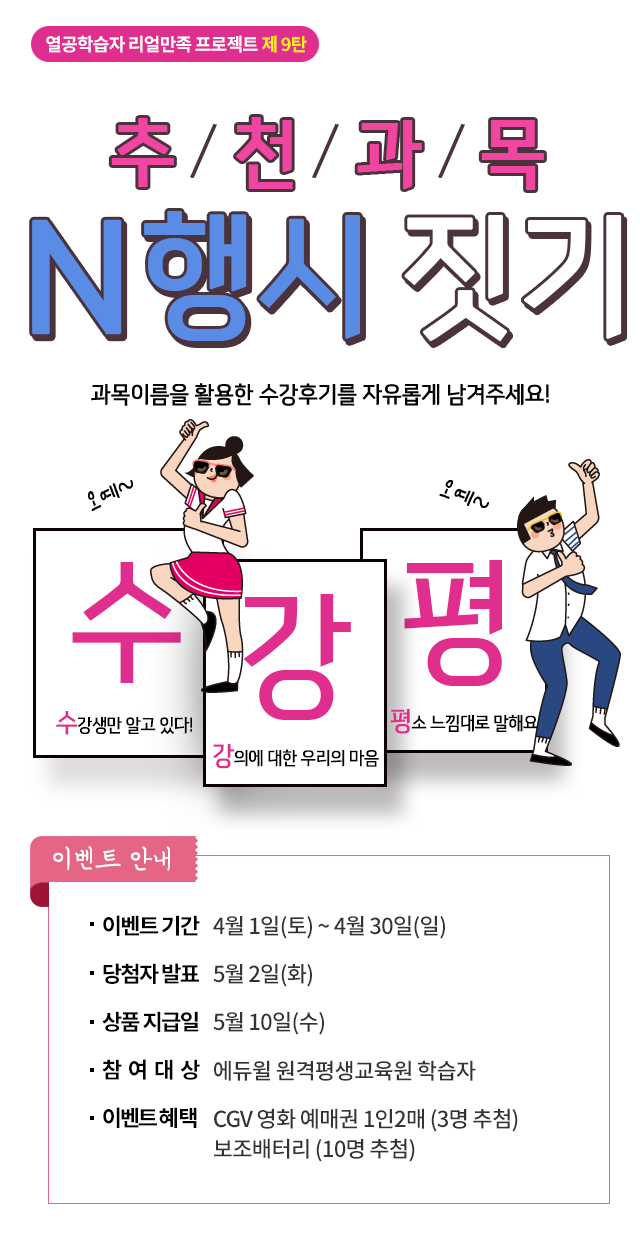 열공학습자 리얼만족 프로젝트 제 9탄
추/천/과/목
N행시 짓기
과목이름을 활용한 수강후기를 자유롭게 남겨주세요!
오예~
오예~
수
강
평
수강생만 알고 있다!
강의에 대한 우리의 마음
평소 느낌대로 말해요
이벤트 안내
· 이벤트 기간 4월 1일(토) ~ 4월 30일(일)
· 당첨자 발표 5월 2일(화)
· 상품 지급일 5월 10일(수)
· 참 여 대 상 에듀윌 원격평생교육원 학습자
· 이벤트 혜택 CGV 영화 예매권 1인2매 (3명 추첨)
보조배터리 (10명 추첨)